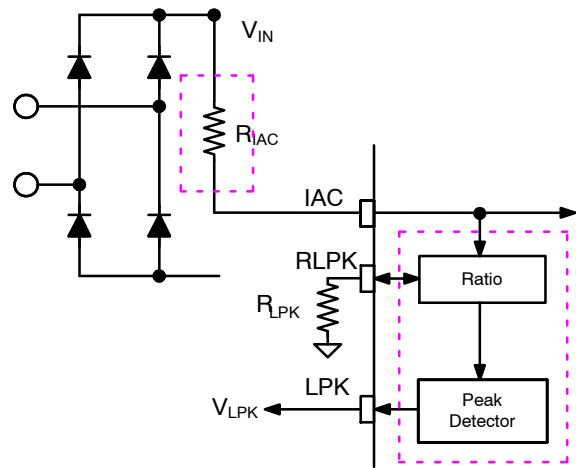 VIN
RIAC
IAC
RLPK
Ratio
RLPK
LPK
VLPK
Peak
Detector